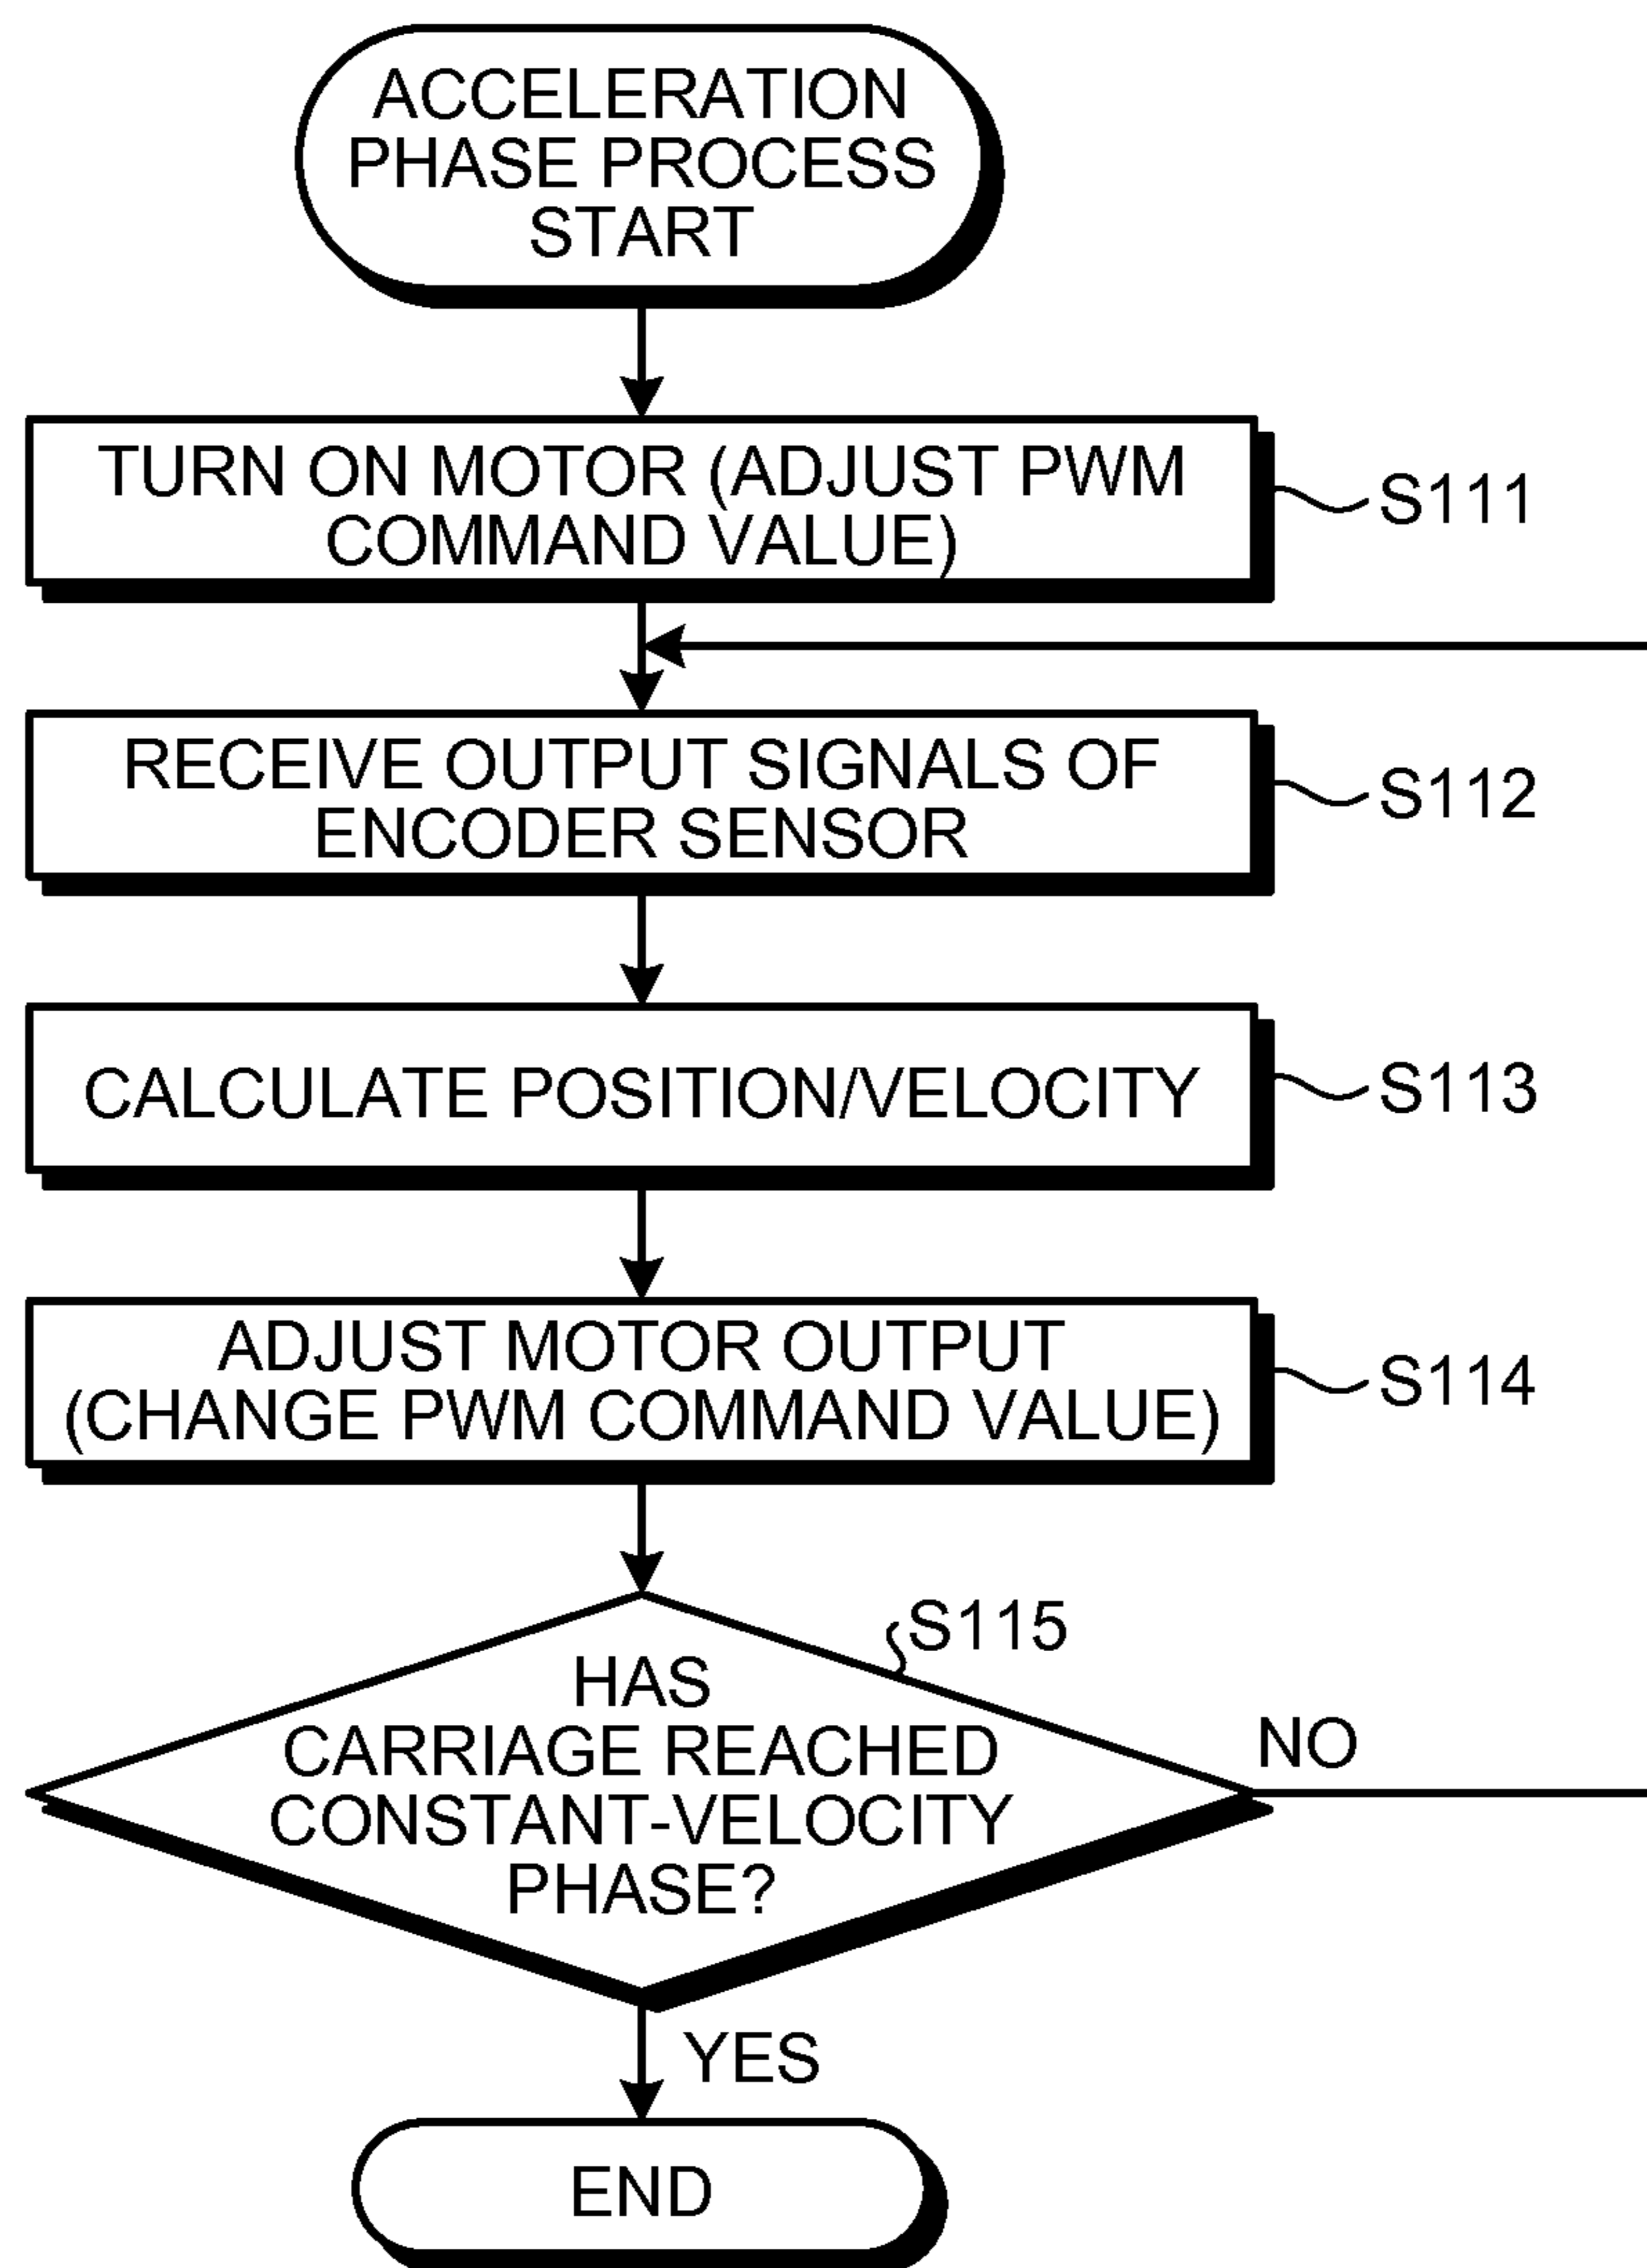 ACCELERATION
PHASE PROCESS
START
TURN ON MOTOR (ADJUST PWM
COMMAND VALUE)
S111
RECEIVE OUTPUT SIGNALS OF
ENCODER SENSOR
S112
CALCULATE POSITION/VELOCITY
S113
ADJUST MOTOR OUTPUT
(CHANGE PWM COMMAND VALUE)
S114
S115
HAS
CARRIAGE REACHED
CONSTANT-VELOCITY
PHASE?
NO
YES
END